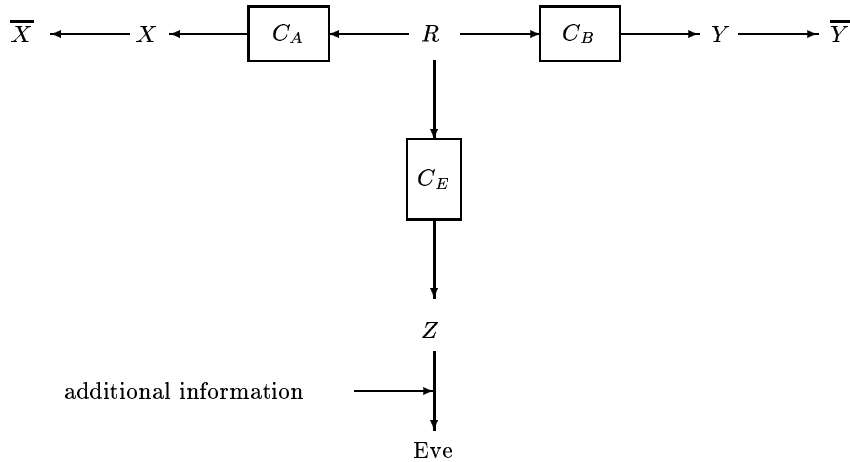 X̅ X C_A R C_B Y Y̅
C_E
Z
additional information
Eve